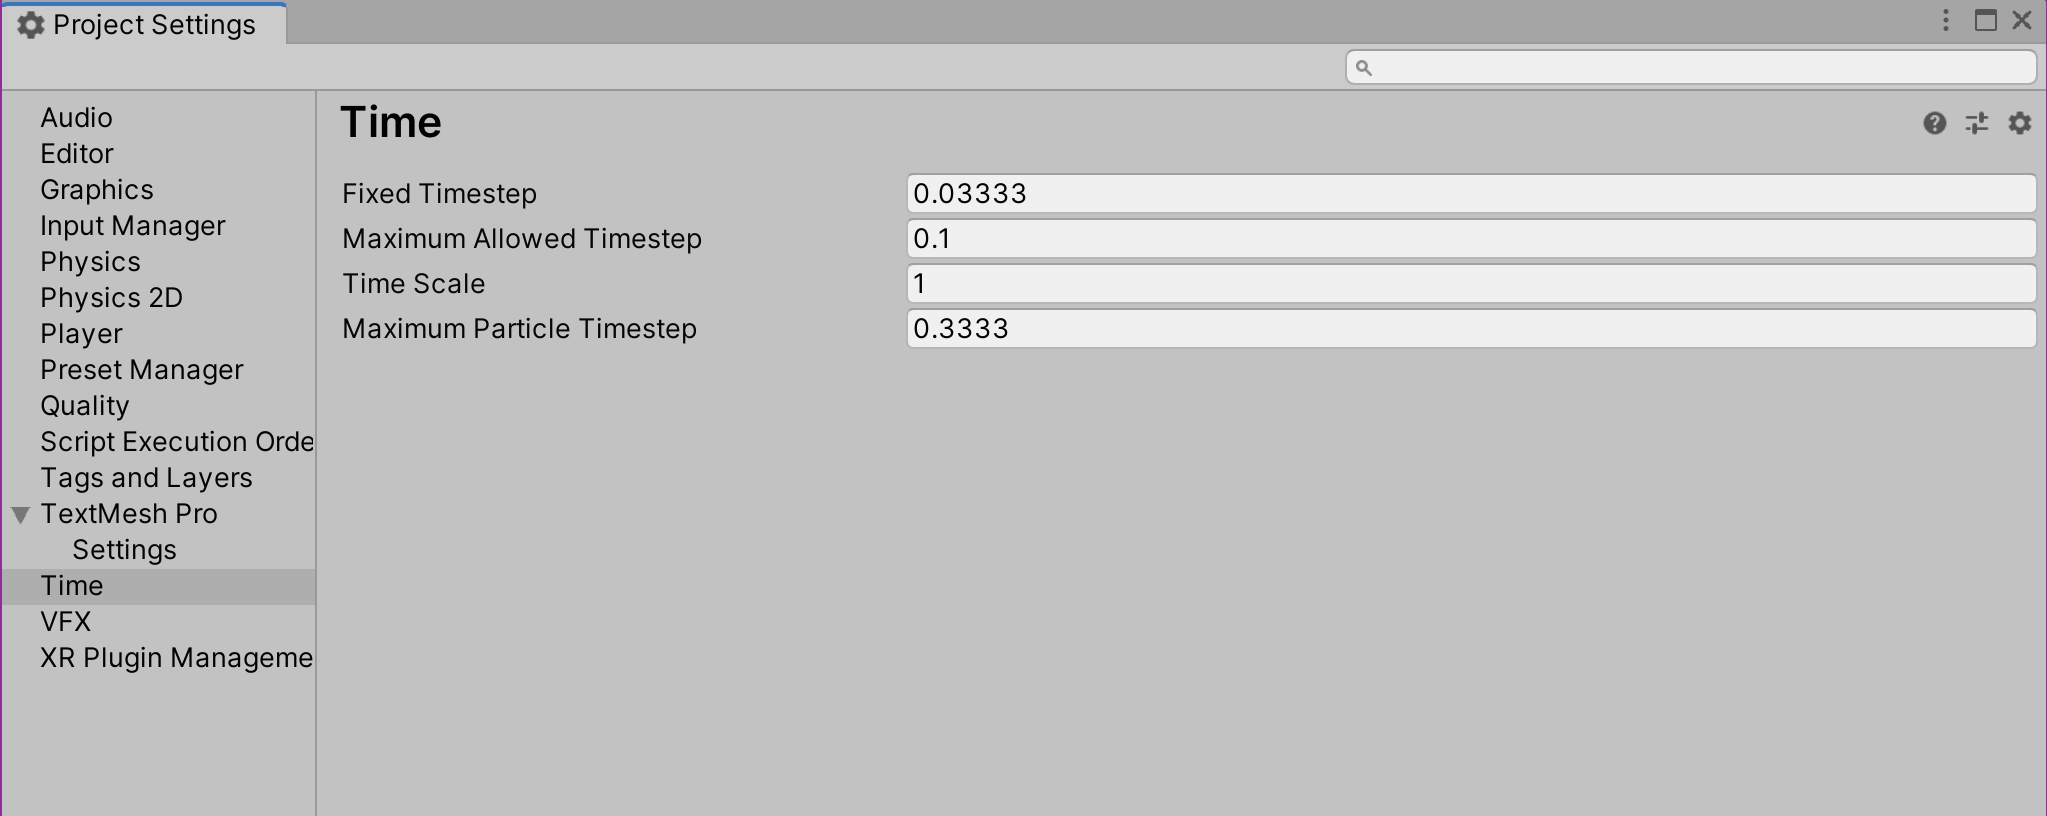 Project Settings
Audio
Editor
Graphics
Input Manager
Physics
Physics 2D
Player
Preset Manager
Quality
Script Execution Orde
Tags and Layers
TextMesh Pro
Settings
Time
VFX
XR Plugin Manageme
Time
Fixed Timestep 0.03333
Maximum Allowed Timestep 0.1
Time Scale 1
Maximum Particle Timestep 0.3333